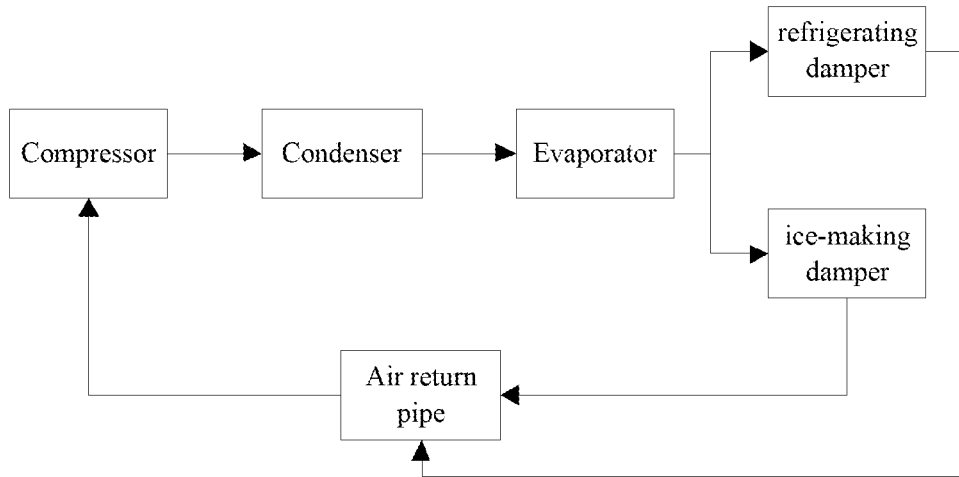 refrigerating
damper
Compressor
Condenser
Evaporator
ice-making
damper
Air return
pipe